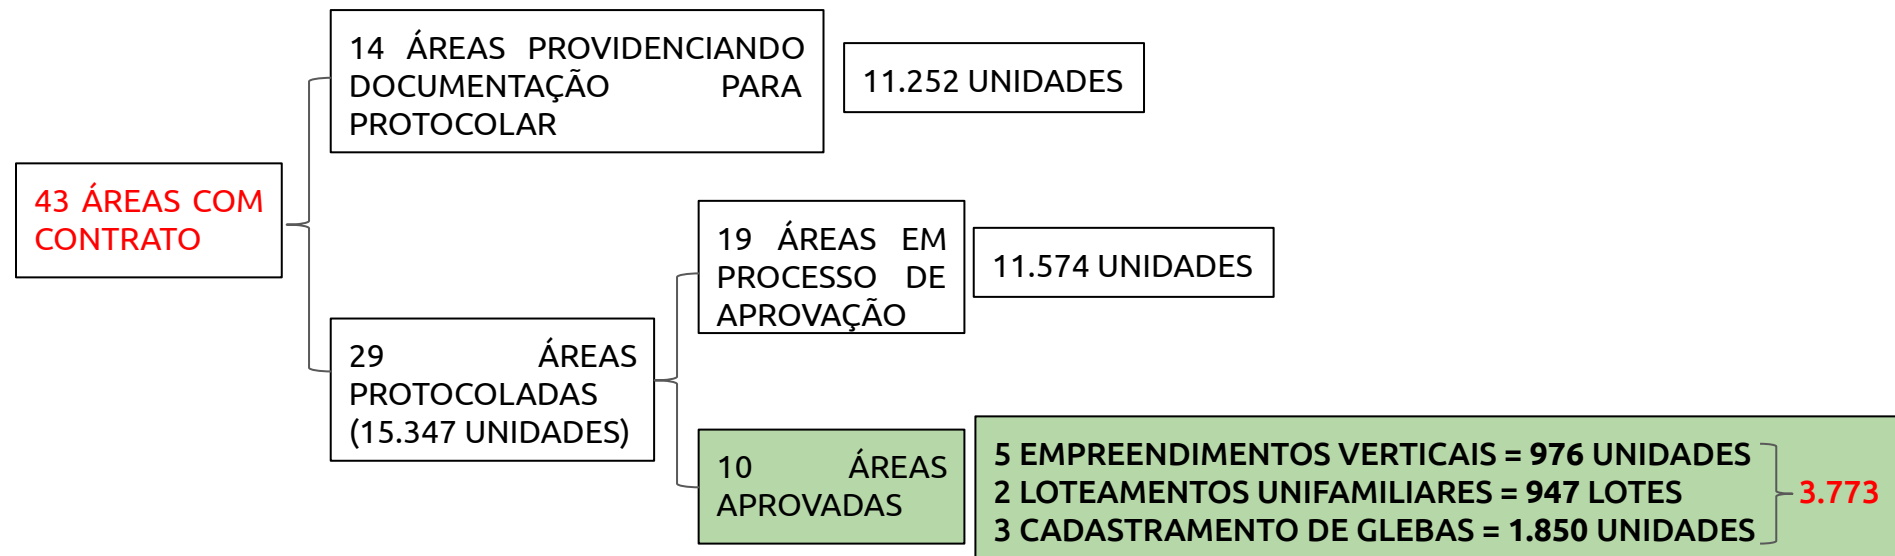 14 ÁREAS PROVIDENCIANDO
DOCUMENTAÇÃO PARA
PROTOCOLAR
11.252 UNIDADES
43 ÁREAS COM
CONTRATO
19 ÁREAS EM
PROCESSO DE
APROVAÇÃO
11.574 UNIDADES
29 ÁREAS
PROTOCOLADAS
(15.347 UNIDADES)
10 ÁREAS
APROVADAS
5 EMPREENDIMENTOS VERTICAIS = 976 UNIDADES
2 LOTEAMENTOS UNIFAMILIARES = 947 LOTES
3 CADASTRAMENTO DE GLEBAS = 1.850 UNIDADES
3.773